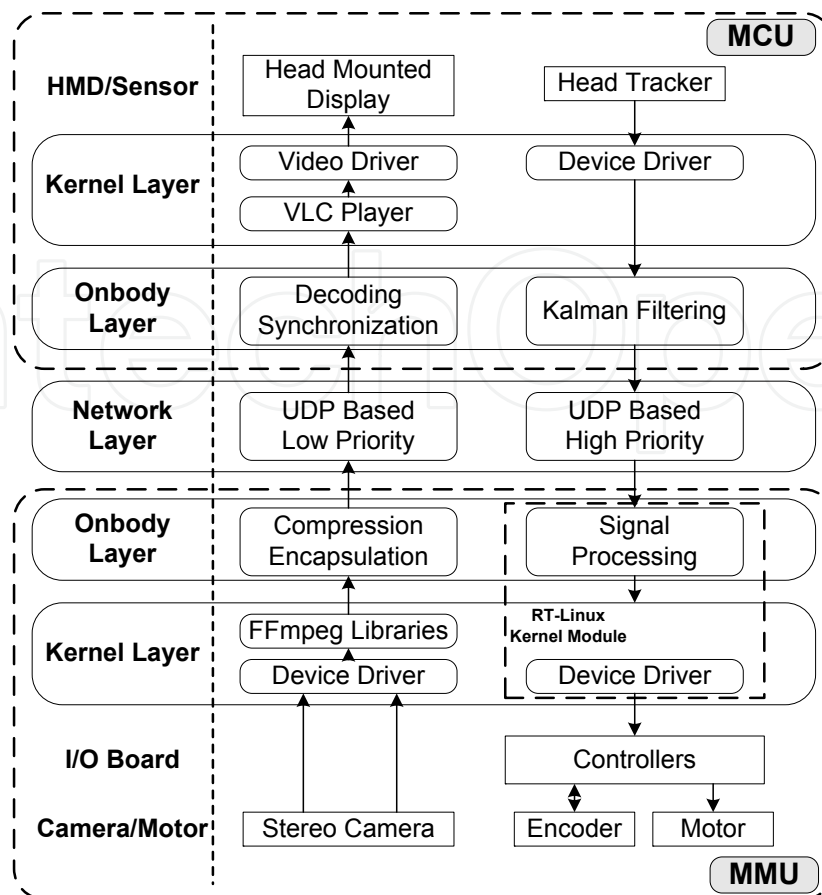 MCU
HMD/Sensor
Head Mounted
Display
Head Tracker
Kernel Layer
Video Driver
VLC Player
Device Driver
Onbody
Layer
Decoding
Synchronization
Kalman Filtering
Network
Layer
UDP Based
Low Priority
UDP Based
High Priority
Onbody
Layer
Compression
Encapsulation
Signal
Processing
Kernel Layer
FFmpeg Libraries
Device Driver
RT-Linux
Kernel Module
Device Driver
I/O Board
Controllers
Camera/Motor
Stereo Camera
Encoder
Motor
MMU